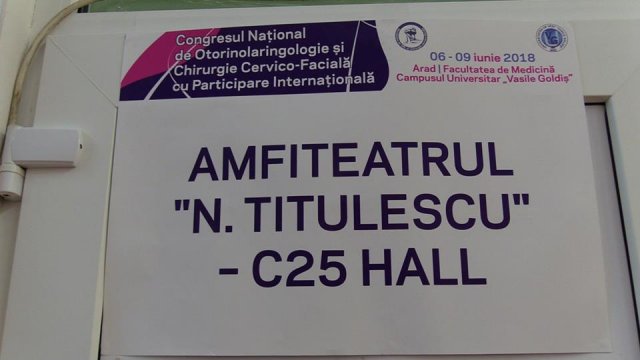 Congresul Național
de Otorinolaringologie și
Chirurgie Cervico-Facială
cu Participare Internațională
06 - 09 iunie 2018
Arad | Facultatea de Medicină
Campusul Universitar „Vasile Goldiș”
AMFITEATRUL
"N. TITULESCU"
- C25 HALL